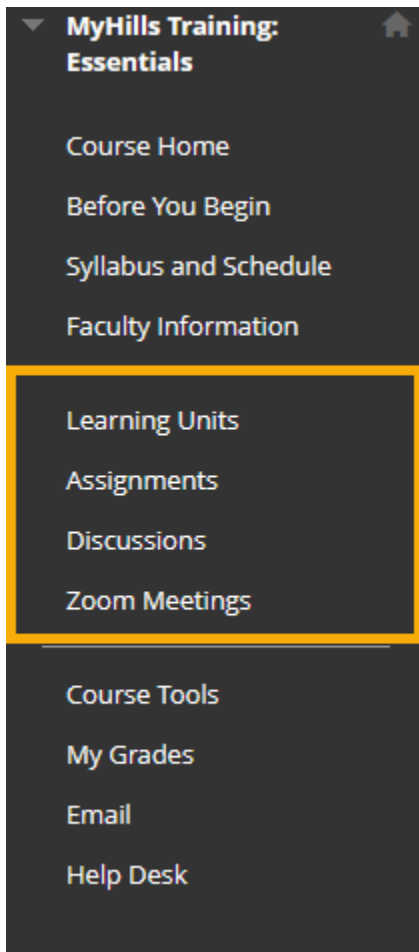 MyHills Training:
Essentials
Course Home
Before You Begin
Syllabus and Schedule
Faculty Information
Learning Units
Assignments
Discussions
Zoom Meetings
Course Tools
My Grades
Email
Help Desk